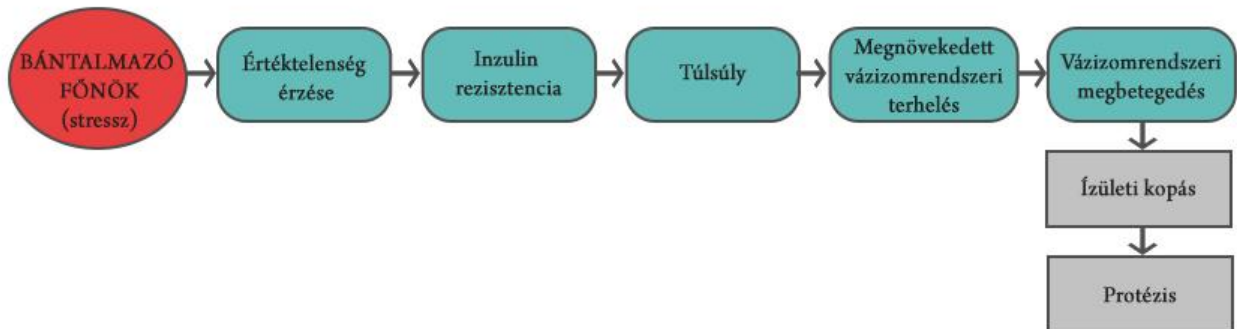 BÁNTALMAZÓ
FŐNÖK
(stressz)
Értéktelenség
érzése
Inzulin
rezisztencia
Túlsúly
Megnövekedett
vázizomrendszeri
terhelés
Vázizomrendszeri
megbetegedés
Ízületi kopás
Protézis